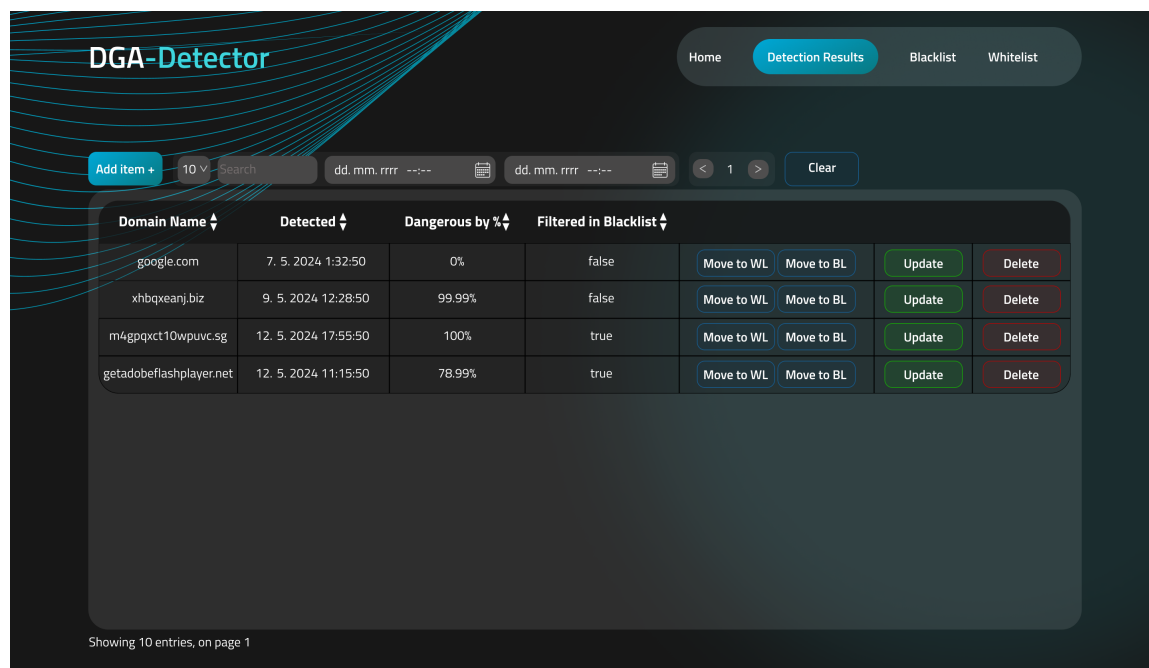 DGA-Detector
Home Detection Results Blacklist Whitelist
Add item + 10 Search dd. mm. rrrr --:-- dd. mm. rrrr --:-- < 1 > Clear
Domain Name Detected Dangerous by % Filtered in Blacklist
google.com 7. 5. 2024 1:32:50 0% false Move to WL Move to BL Update Delete
xhbqxeanj.biz 9. 5. 2024 12:28:50 99.99% false Move to WL Move to BL Update Delete
m4gpqxct10wpuvc.sg 12. 5. 2024 17:55:50 100% true Move to WL Move to BL Update Delete
getadobeflashplayer.net 12. 5. 2024 11:15:50 78.99% true Move to WL Move to BL Update Delete
Showing 10 entries, on page 1